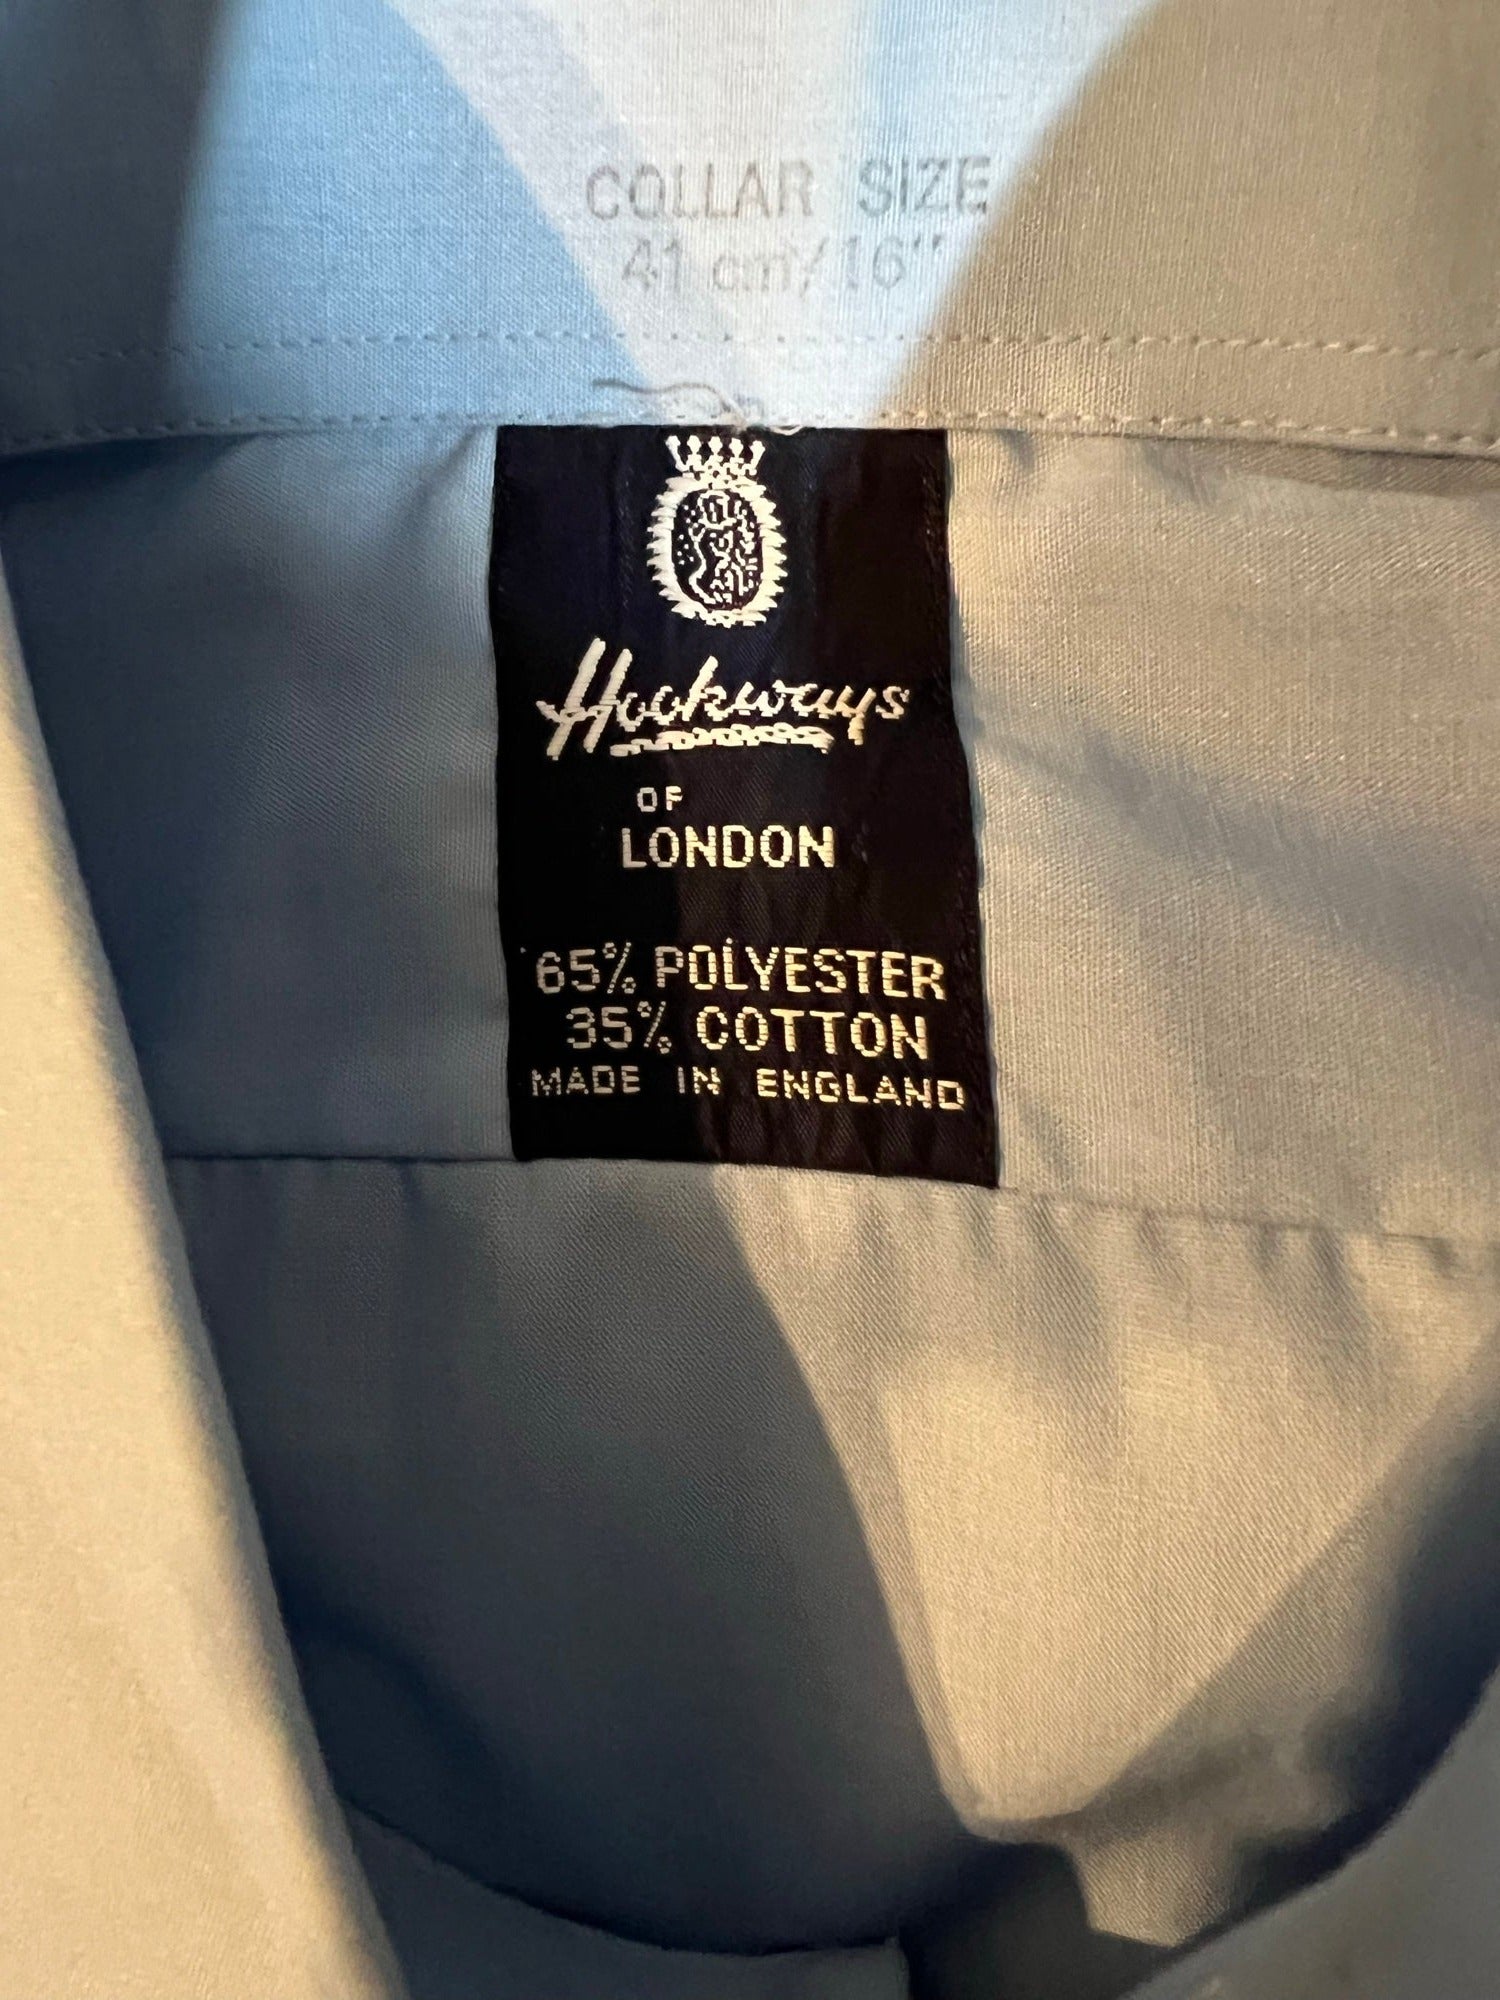 COLLAR SIZE
41 cm/16"
Hookways
OF
LONDON
65% POLYESTER
35% COTTON
MADE IN ENGLAND